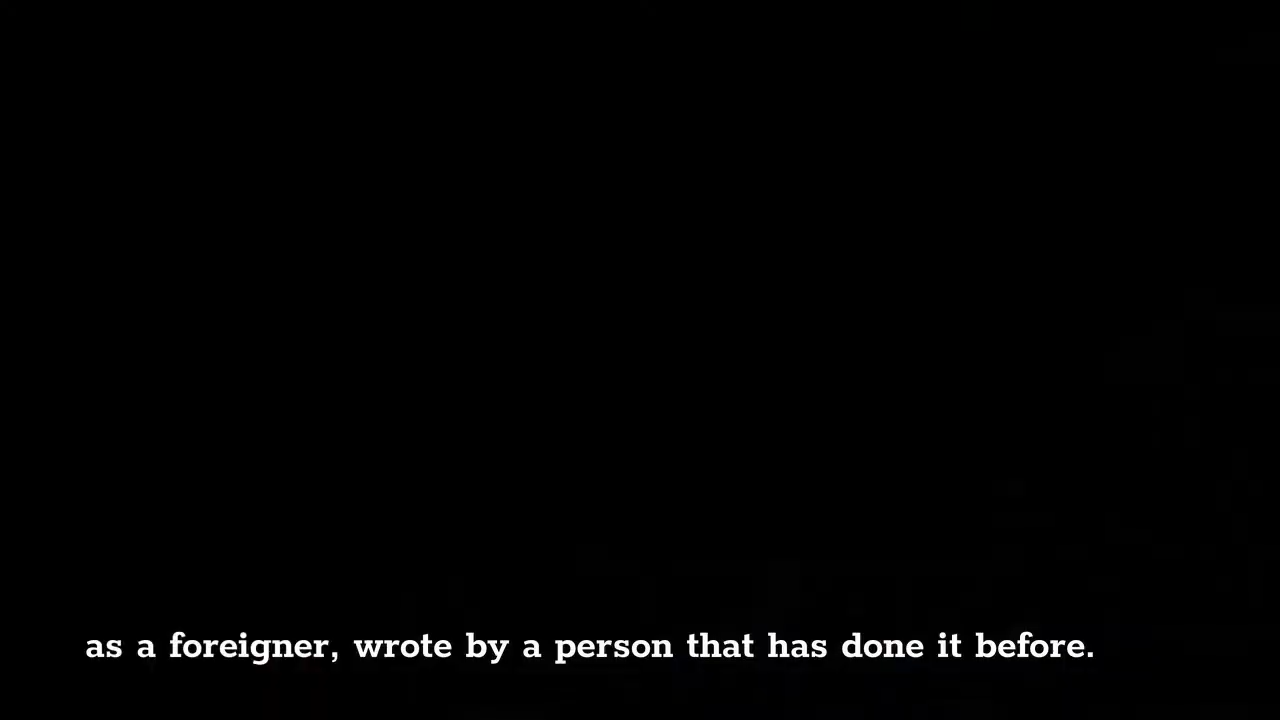 as a foreigner, wrote by a person that has done it before.